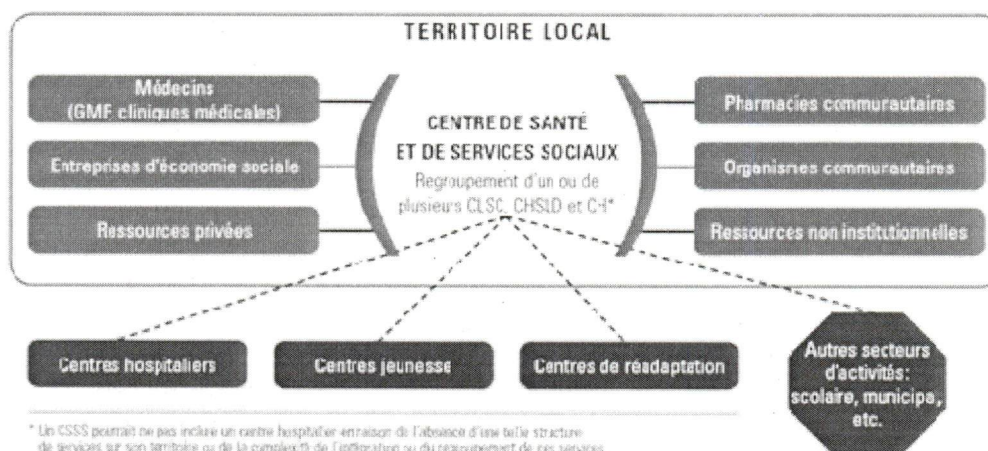 TERRITOIRE LOCAL
Médecins
(GMF cliniques médicales)
Entreprises d'économie sociale
Ressources privées
CENTRE DE SANTÉ
ET DE SERVICES SOCIAUX
Regroupement d'un ou de
plusieurs CLSC, CHSLD et CH*
Pharmacies communautaires
Organismes communautaires
Ressources non institutionnelles
Centres hospitaliers
Centres jeunesse
Centres de réadaptation
Autres secteurs
d'activités:
scolaire, municipa,
etc.
* Un CSSS pourrait ne pas inclure un centre hospitalier en raison de l'absence d'une telle structure
de services sur son territoire ou de la complexité de l'intégration ou du regroupement de ces services